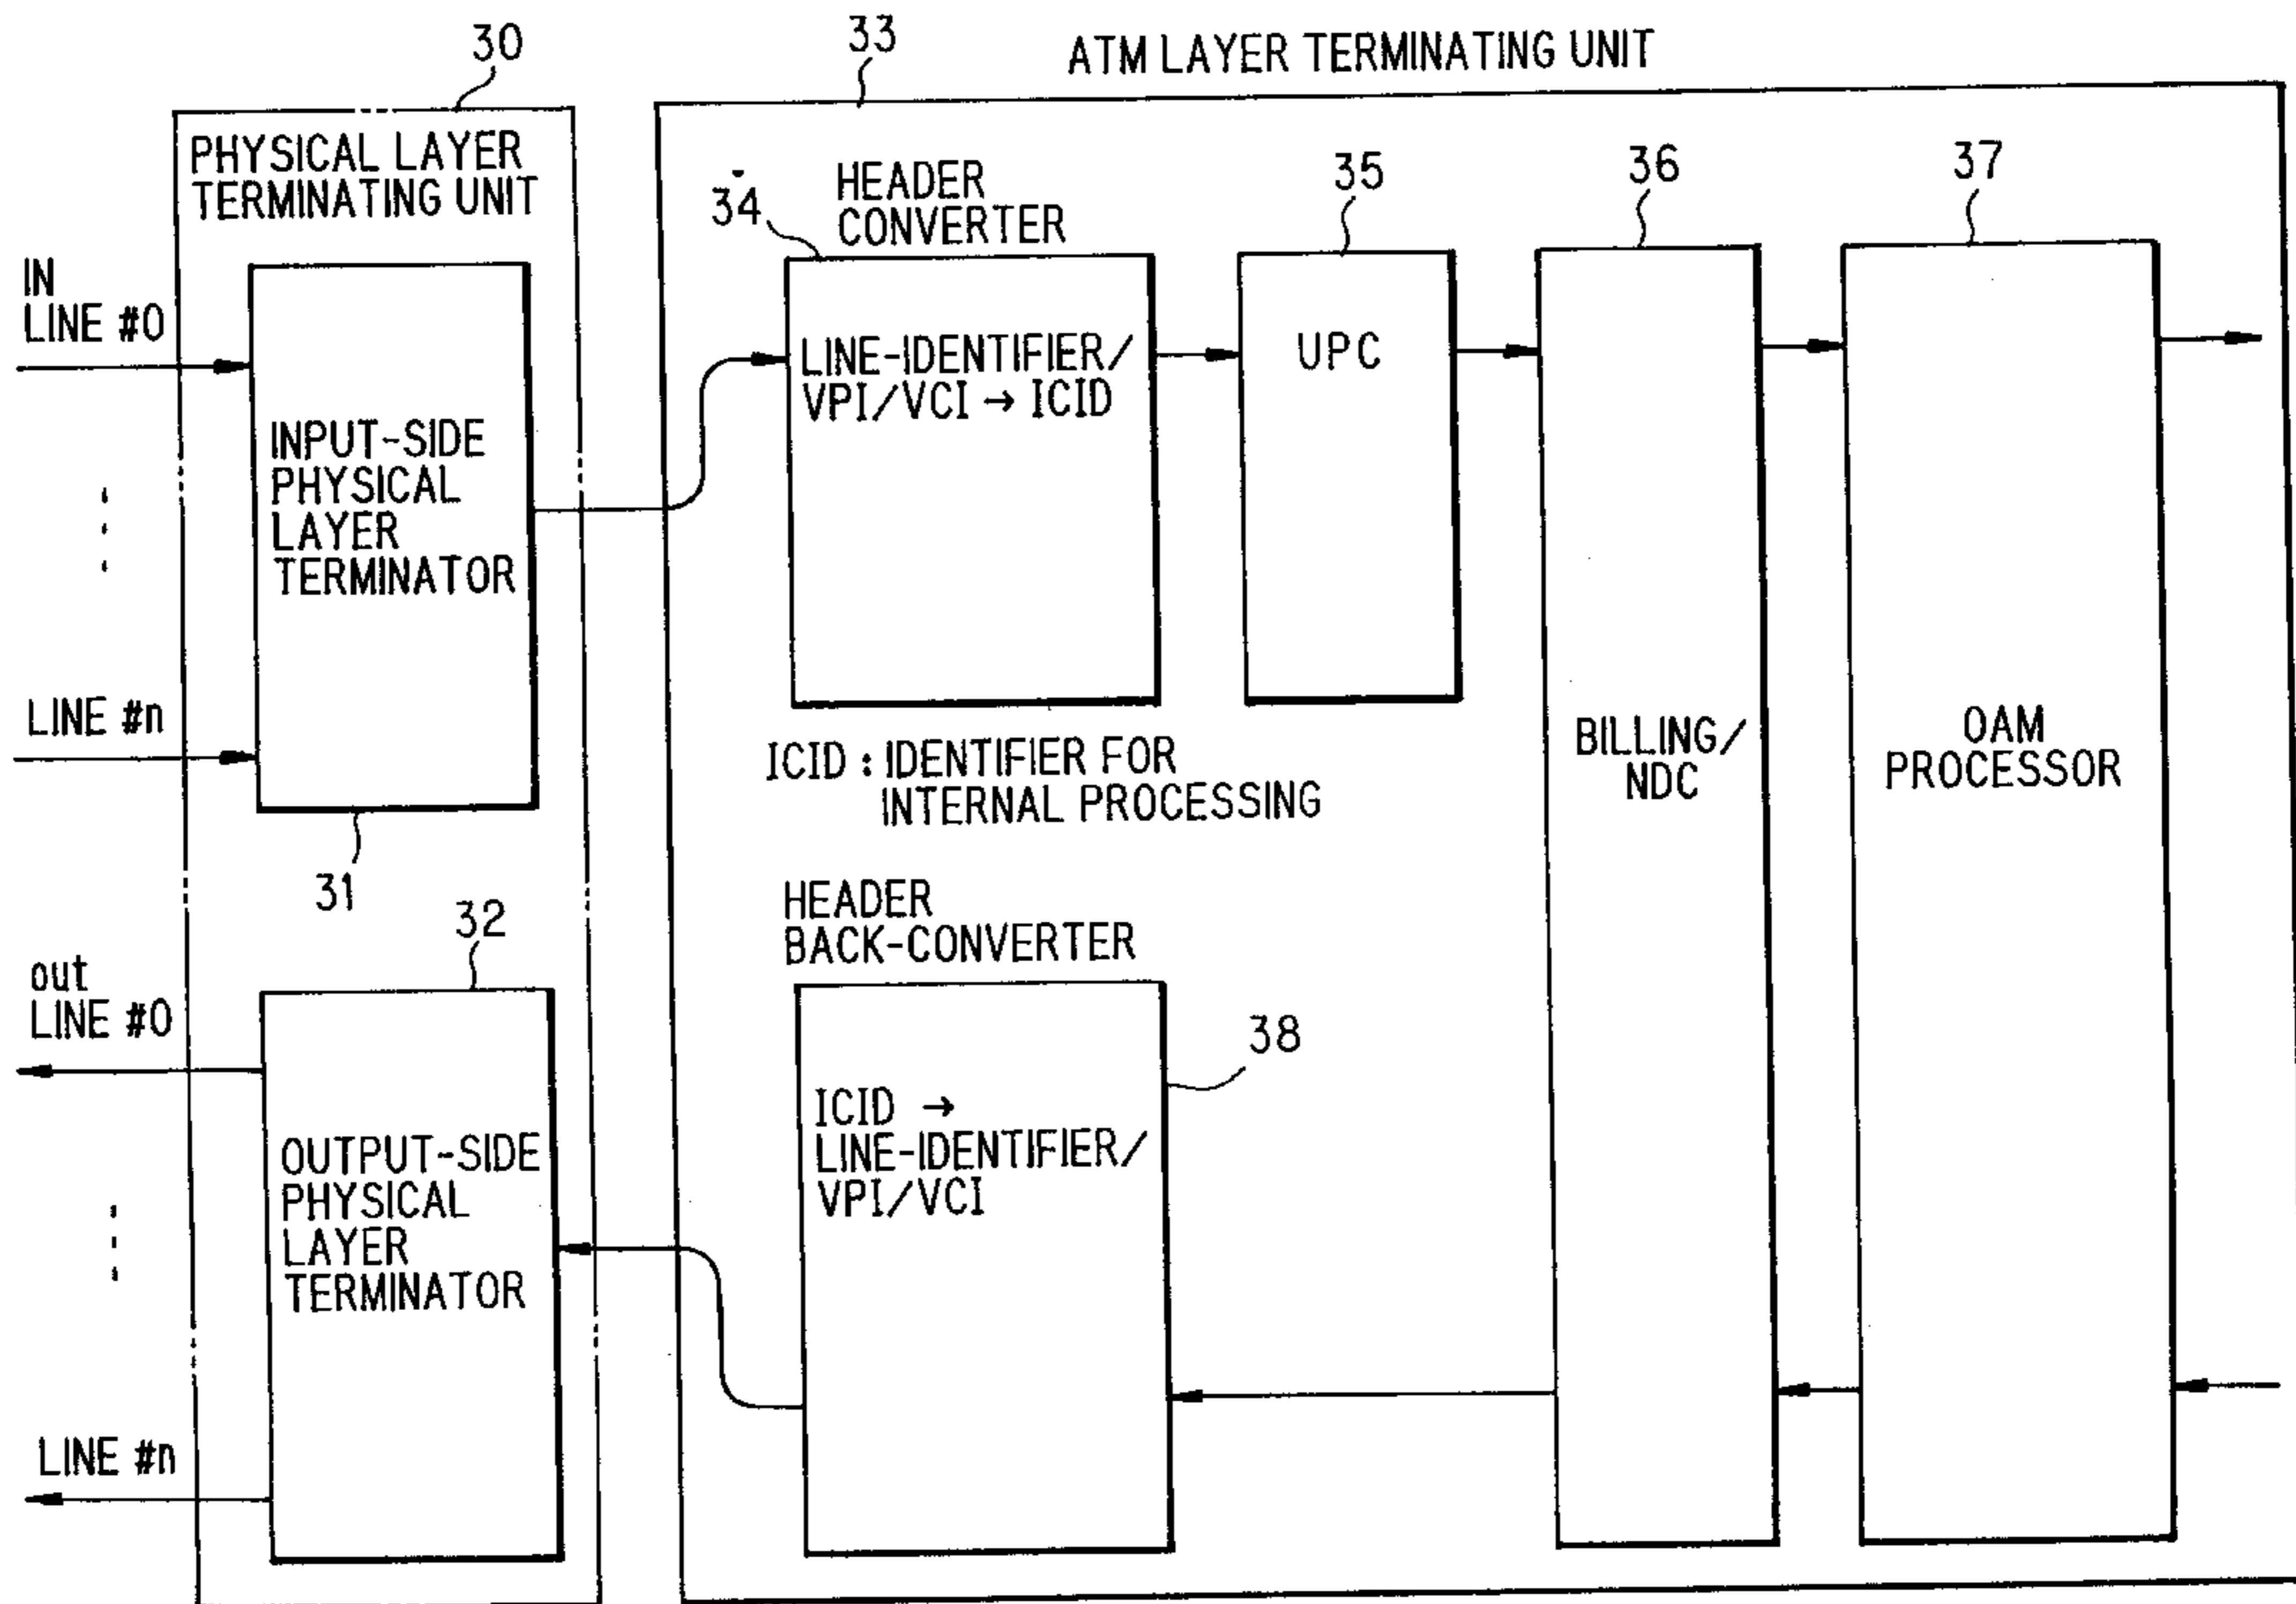 30
33
ATM LAYER TERMINATING UNIT
PHYSICAL LAYER
TERMINATING UNIT
34
HEADER
CONVERTER
35
36
37
IN
LINE #0
LINE-IDENTIFIER/
VPI/VCI → ICID
UPC
INPUT-SIDE
PHYSICAL
LAYER
TERMINATOR
LINE #n
31
ICID : IDENTIFIER FOR
INTERNAL PROCESSING
BILLING/
NDC
OAM
PROCESSOR
HEADER
BACK-CONVERTER
32
38
out
LINE #0
OUTPUT-SIDE
PHYSICAL
LAYER
TERMINATOR
ICID →
LINE-IDENTIFIER/
VPI/VCI
LINE #n